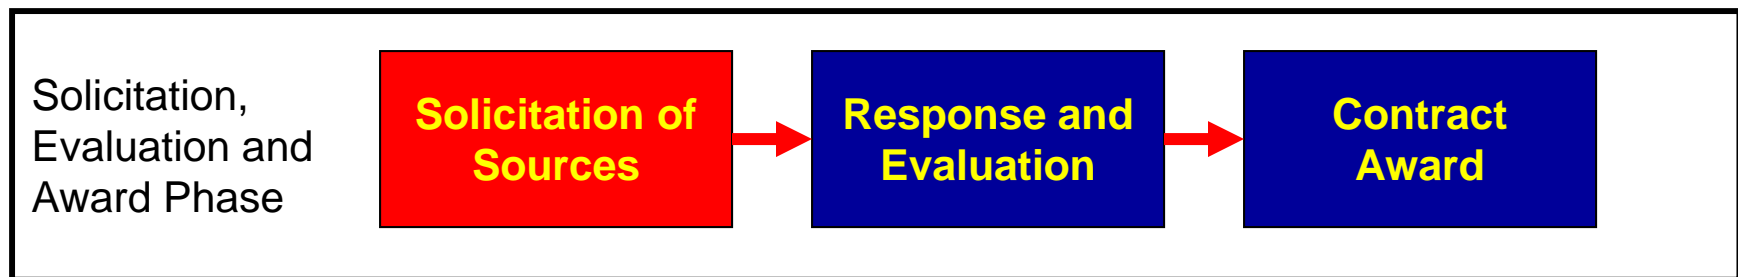 Solicitation,
Evaluation and
Award Phase
Solicitation of
Sources
Response and
Evaluation
Contract
Award